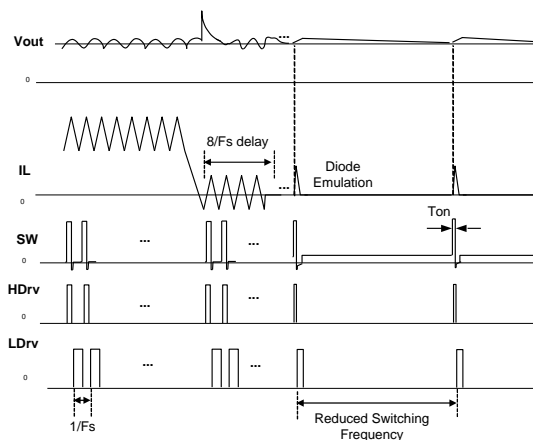 Vout
...
0
8/Fs delay
IL
...
Diode
Emulation
0
Ton
SW
...
...
0
HDrv
...
...
0
LDrv
...
...
0
1/Fs
Reduced Switching
Frequency